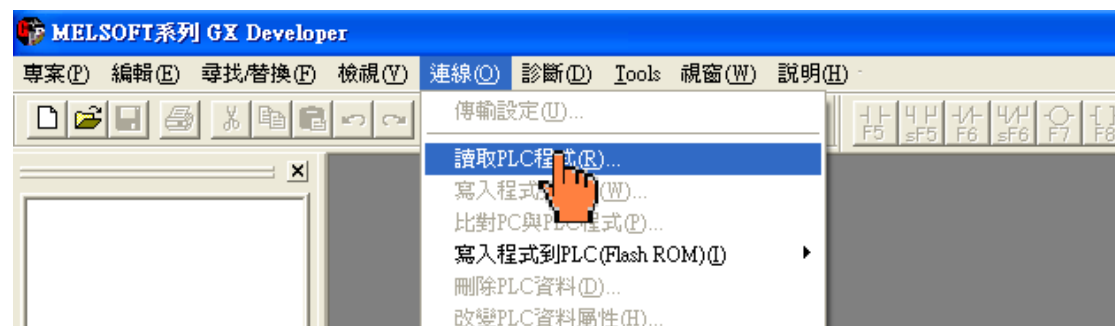 MELSOFT系列 GX Developer
專案(P) 編輯(E) 尋找/替換(F) 檢視(V) 連線(O) 診斷(D) Tools 視窗(W) 說明(H)
傳輸設定(U)...
F5 sF5 F6 sF6 F7 F8
讀取PLC程式(R)...
寫入程式 (W)...
比對PC與PLC程式(P)...
寫入程式到PLC(Flash ROM)(I)
刪除PLC資料(D)...
改變PLC資料屬性(H)...